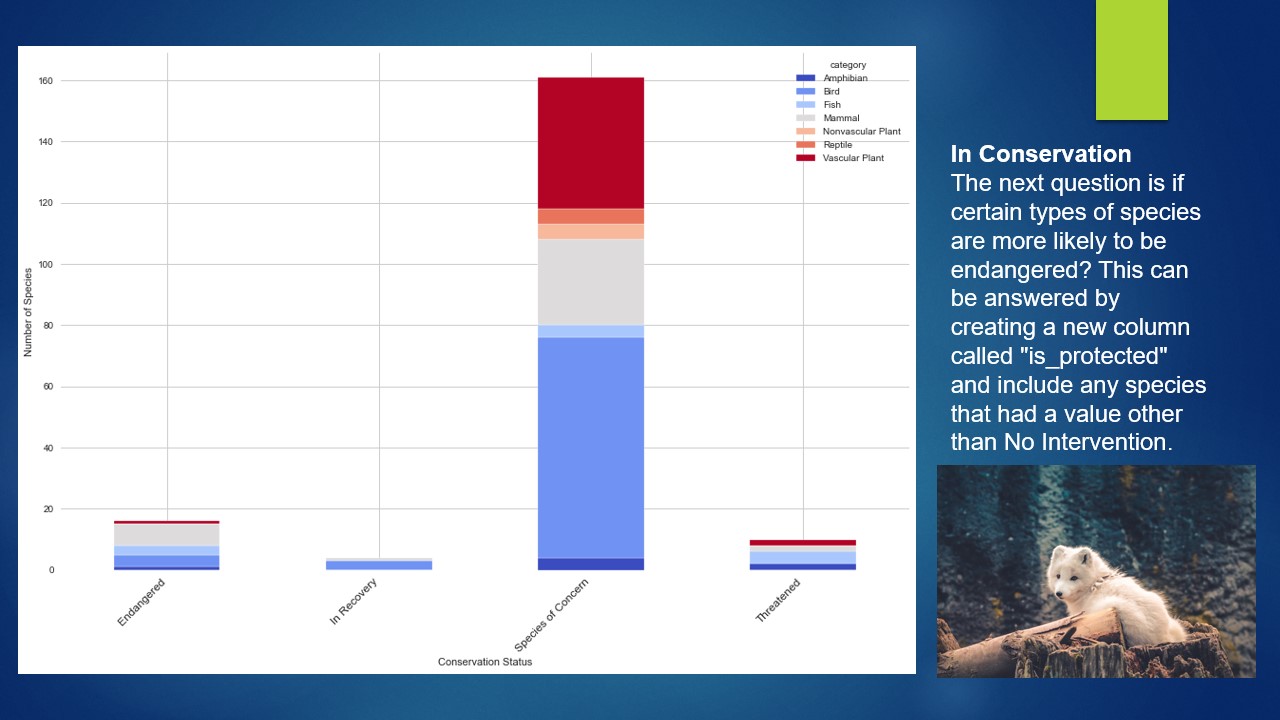 160
140
120
100
80
60
40
20
0
Number of Species
category
Amphibian
Bird
Fish
Mammal
Nonvascular Plant
Reptile
Vascular Plant
Endangered
In Recovery
Species of Concern
Threatened
Conservation Status
In Conservation
The next question is if
certain types of species
are more likely to be
endangered? This can
be answered by
creating a new column
called "is_protected"
and include any species
that had a value other
than No Intervention.